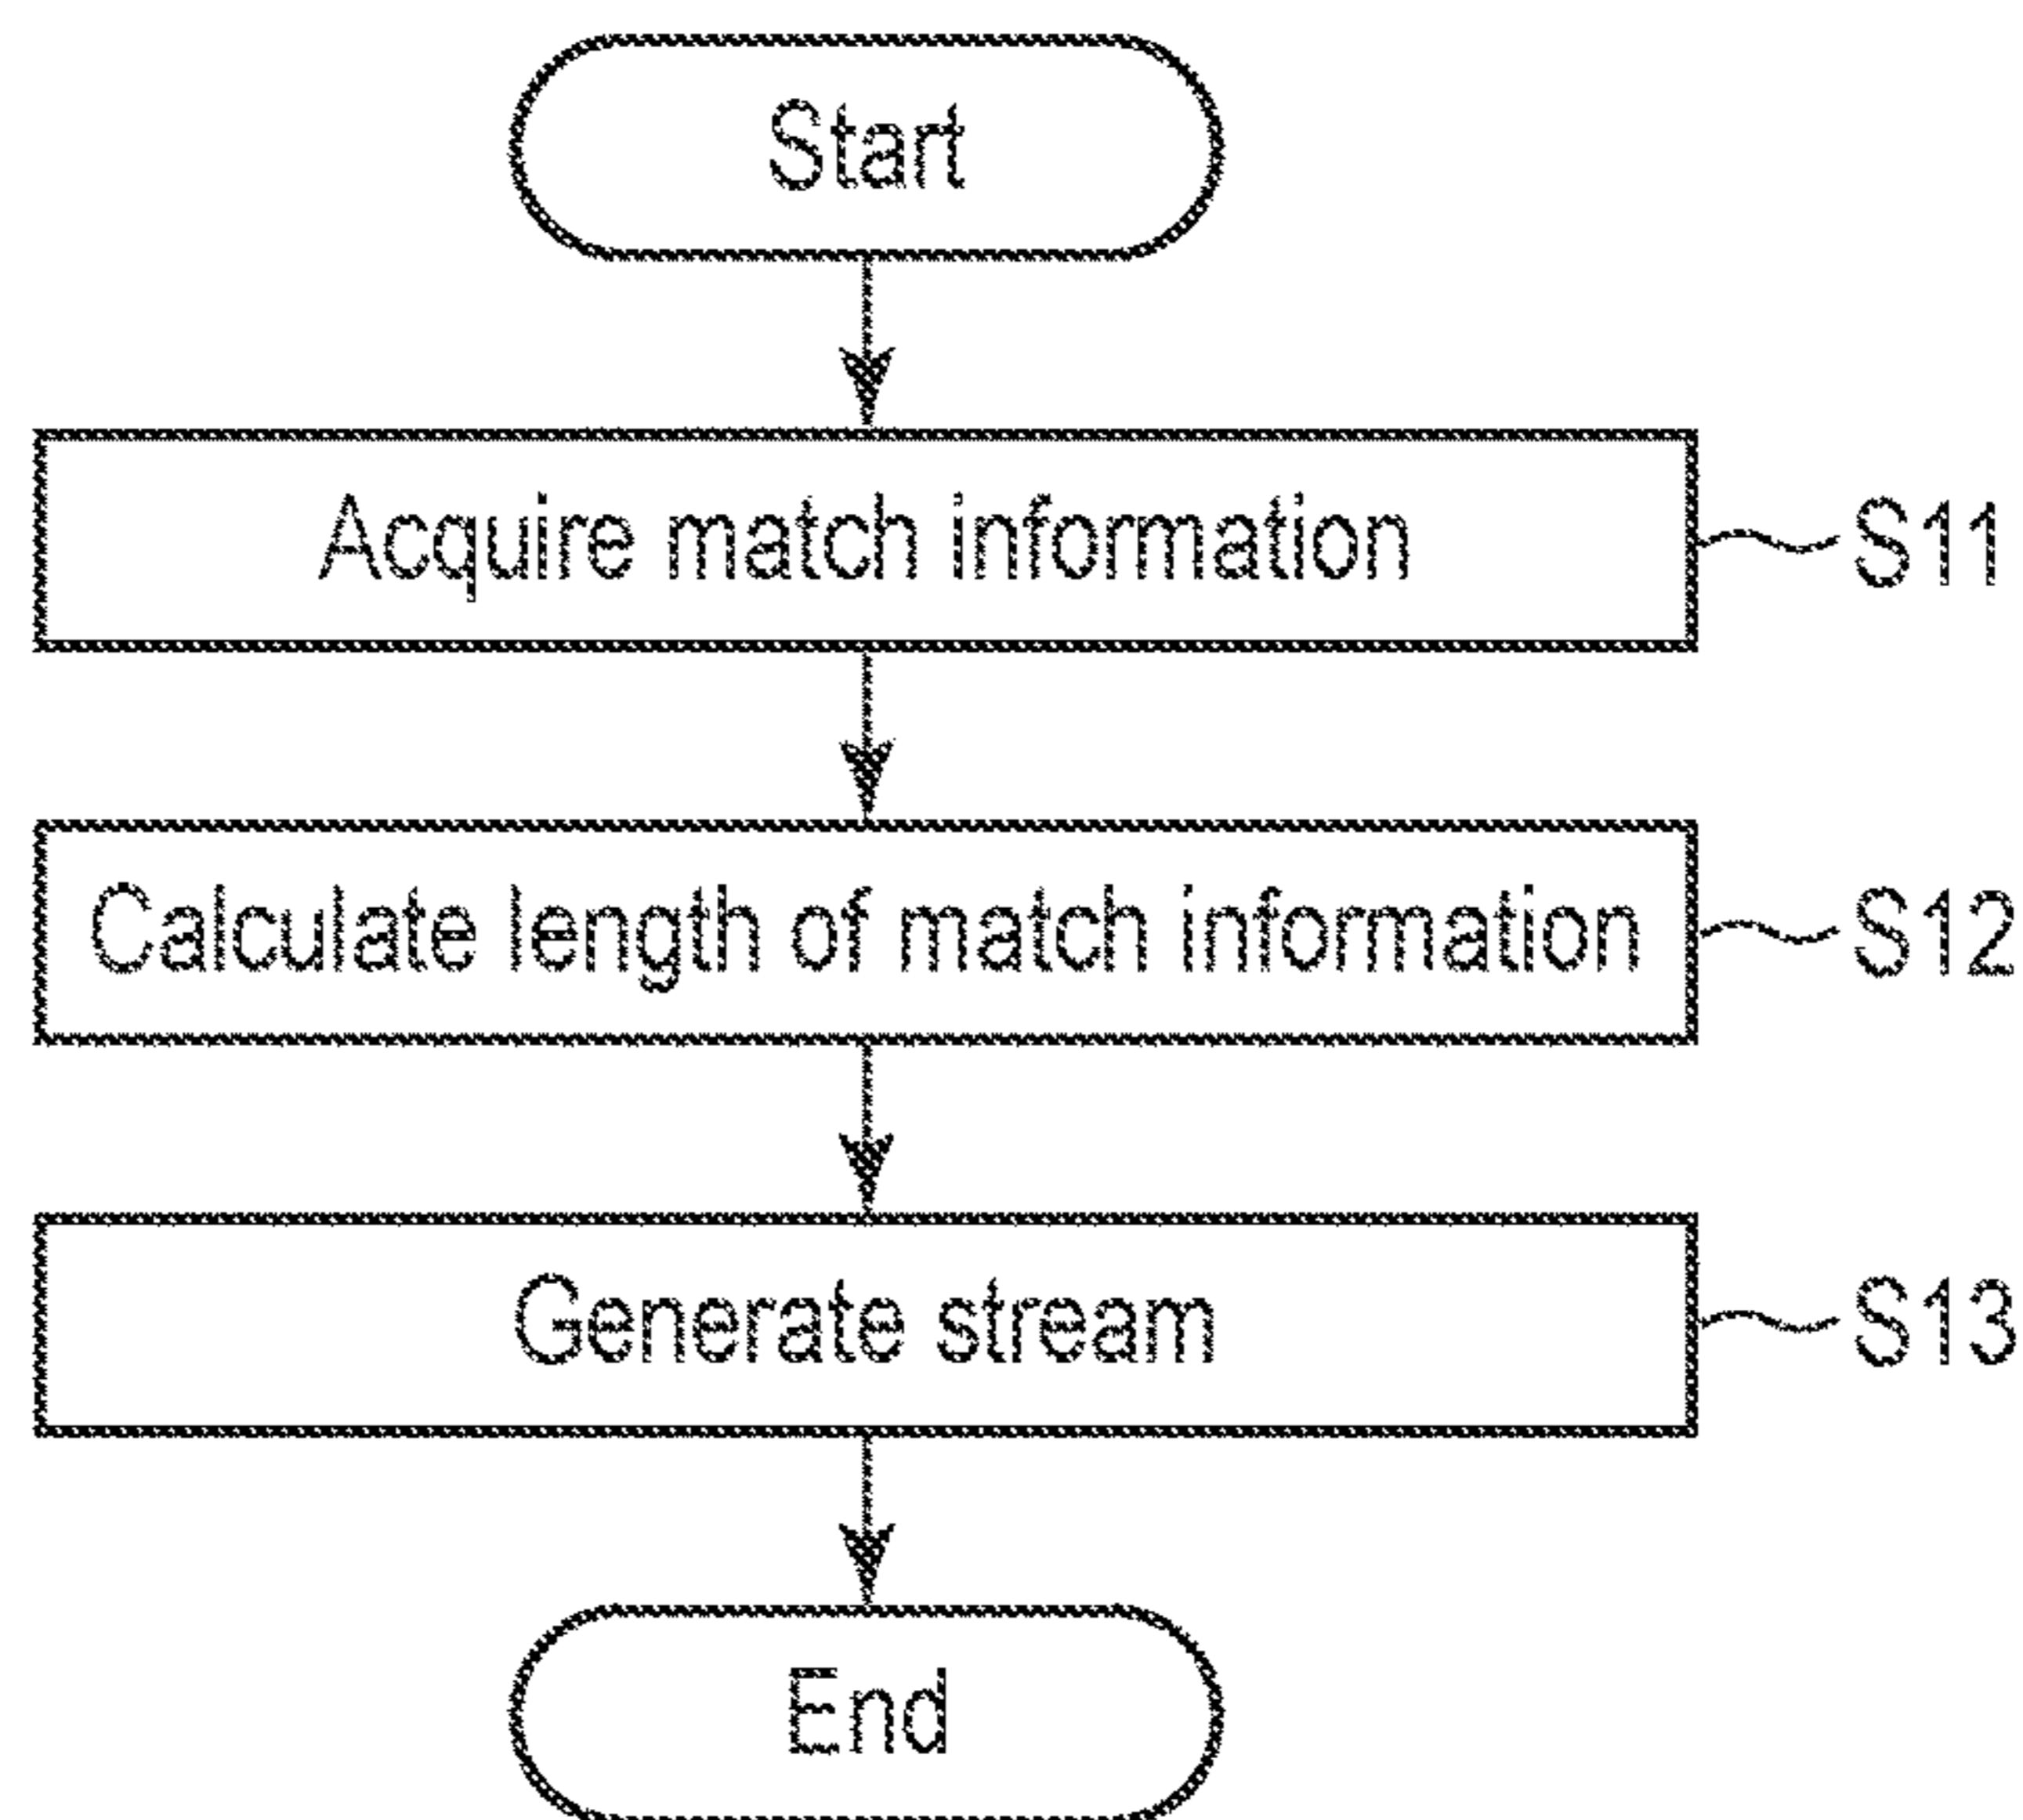 Start
Acquire match information S11
Calculate length of match information S12
Generate stream S13
End